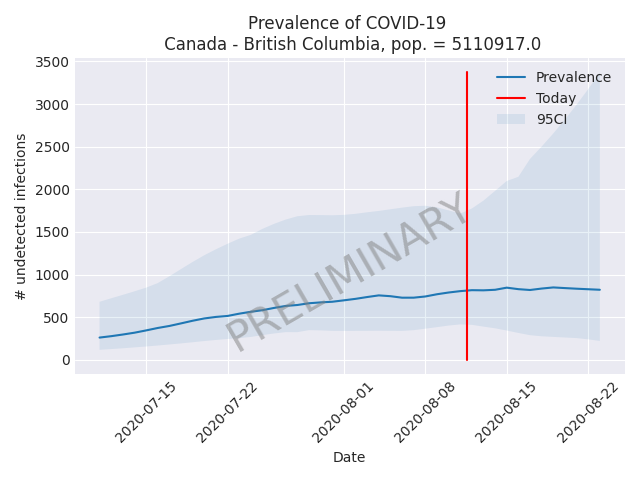 Prevalence of COVID-19
Canada - British Columbia, pop. = 5110917.0
3500
3000
2500
2000
1500
1000
500
0
# undetected infections
Prevalence
Today
95CI
PRELIMINARY
2020-07-15
2020-07-22
2020-08-01
2020-08-08
2020-08-15
2020-08-22
Date